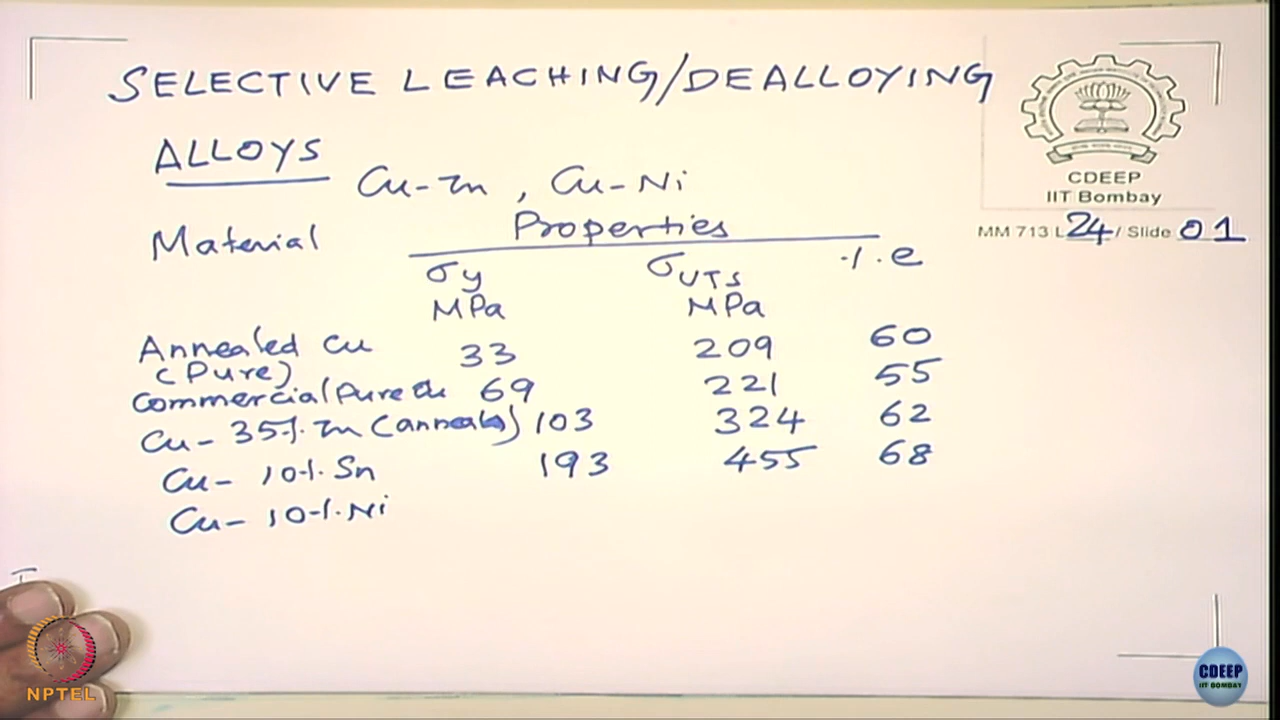 SELECTIVE LEACHING/DEALLOYING
ALLOYS
Cu-Zn, Cu-Ni
CDEEP
IIT Bombay
MM 713 L 24 / Slide 01
Material Properties
σy σUTS %e
MPa MPa
Annealed Cu 33 209 60
(Pure)
Commercial Pure Cu 69 221 55
Cu-35% Zn (annealed) 103 324 62
Cu-10% Sn 193 455 68
Cu-10% Ni
NPTEL
CDEEP
IIT BOMBAY